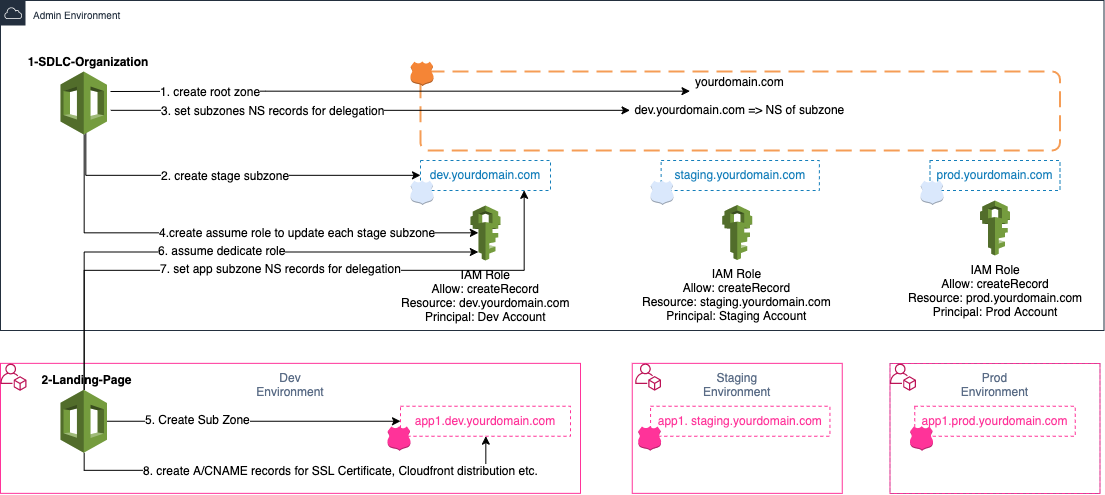 Admin Environment
1-SDLC-Organization
1. create root zone
yourdomain.com
3. set subzones NS records for delegation
dev.yourdomain.com => NS of subzone
2. create stage subzone
dev.yourdomain.com
staging.yourdomain.com
prod.yourdomain.com
4.create assume role to update each stage subzone
6. assume dedicate role
7. set app subzone NS records for delegation
IAM Role
Allow: createRecord
Resource: dev.yourdomain.com
Principal: Dev Account
IAM Role
Allow: createRecord
Resource: staging.yourdomain.com
Principal: Staging Account
IAM Role
Allow: createRecord
Resource: prod.yourdomain.com
Principal: Prod Account
2-Landing-Page
Dev
Environment
5. Create Sub Zone
app1.dev.yourdomain.com
8. create A/CNAME records for SSL Certificate, Cloudfront distribution etc.
Staging
Environment
app1. staging.yourdomain.com
Prod
Environment
app1.prod.yourdomain.com